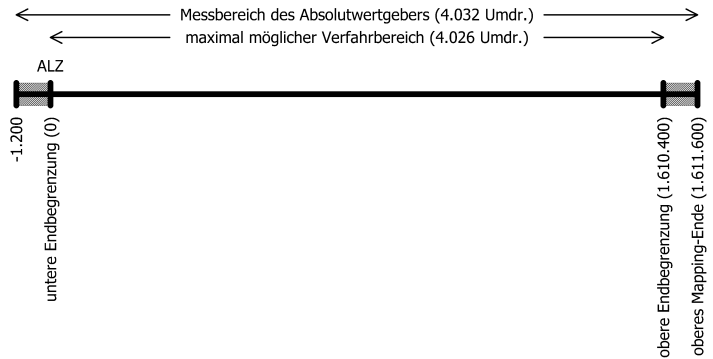 Messbereich des Absolutwertgebers (4.032 Umdr.)
maximal möglicher Verfahrbereich (4.026 Umdr.)
ALZ
-1.200
untere Endbegrenzung (0)
obere Endbegrenzung (1.610.400)
oberes Mapping-Ende (1.611.600)